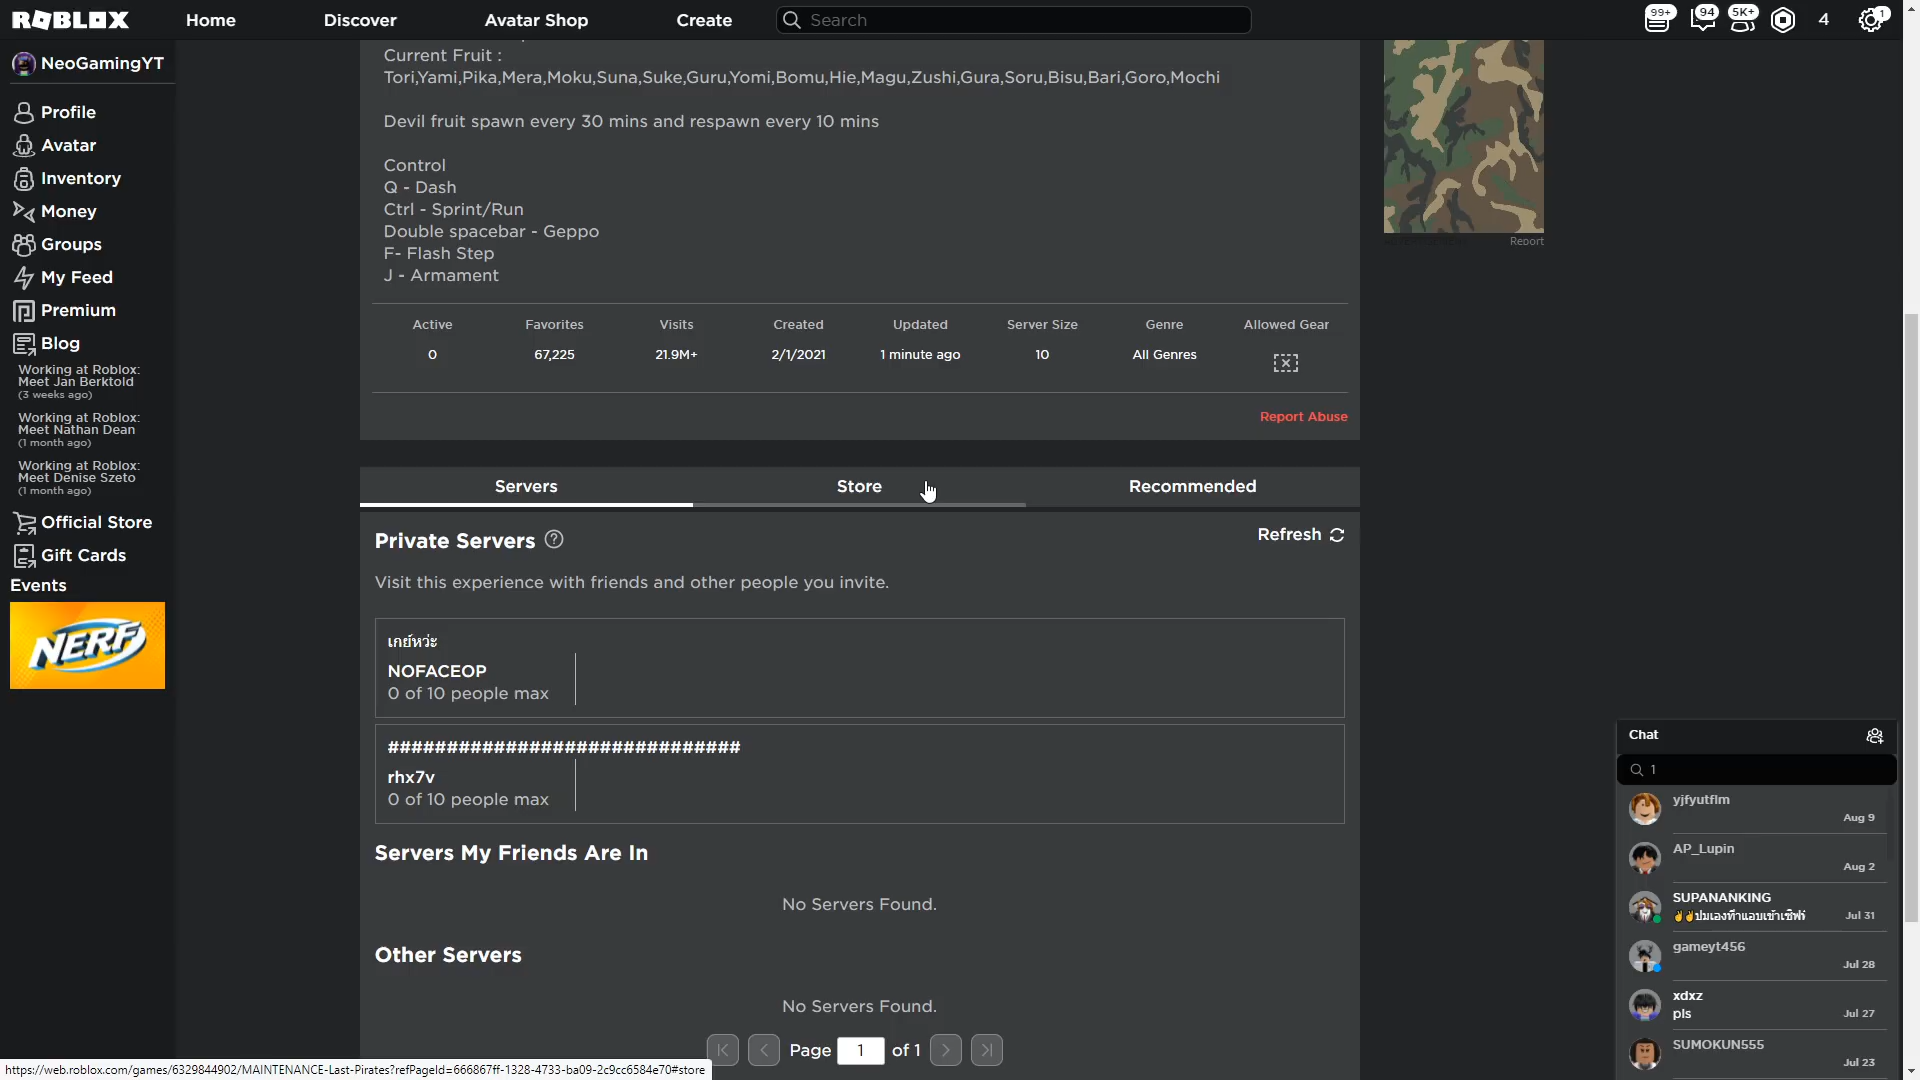 ROBLOX
Home
Discover
Avatar Shop
Create
Search
99+
94
5K+
4
1
NeoGamingYT
Profile
Avatar
Inventory
Money
Groups
My Feed
Premium
Blog
Working at Roblox:
Meet Jan Berktold
(3 weeks ago)
Working at Roblox:
Meet Nathan Dean
(1 month ago)
Working at Roblox:
Meet Denise Szeto
(1 month ago)
Official Store
Gift Cards
Events
NERF
Current Fruit :
Tori,Yami,Pika,Mera,Moku,Suna,Suke,Guru,Yomi,Bomu,Hie,Magu,Zushi,Gura,Soru,Bisu,Bari,Goro,Mochi
Devil fruit spawn every 30 mins and respawn every 10 mins
Control
Q - Dash
Ctrl - Sprint/Run
Double spacebar - Geppo
F- Flash Step
J - Armament
Active Favorites Visits Created Updated Server Size Genre Allowed Gear
0 67,225 21.9M+ 2/1/2021 1 minute ago 10 All Genres
Report Abuse
Report
Servers Store Recommended
Private Servers
Refresh
Visit this experience with friends and other people you invite.
เกย์หว่ะ
NOFACEOP
0 of 10 people max
##############################
rhx7v
0 of 10 people max
Servers My Friends Are In
No Servers Found.
Other Servers
No Servers Found.
Page 1 of 1
Chat
1
yjfyutflm
Aug 9
AP_Lupin
Aug 2
SUPANANKING
Jul 31
gameyt456
Jul 28
xdxz
pls
Jul 27
SUMOKUN555
Jul 23
https://web.roblox.com/games/6329844902/MAINTENANCE-Last-Pirates?refPageId=666867ff-1328-4733-ba09-2c9cc6584e70#store